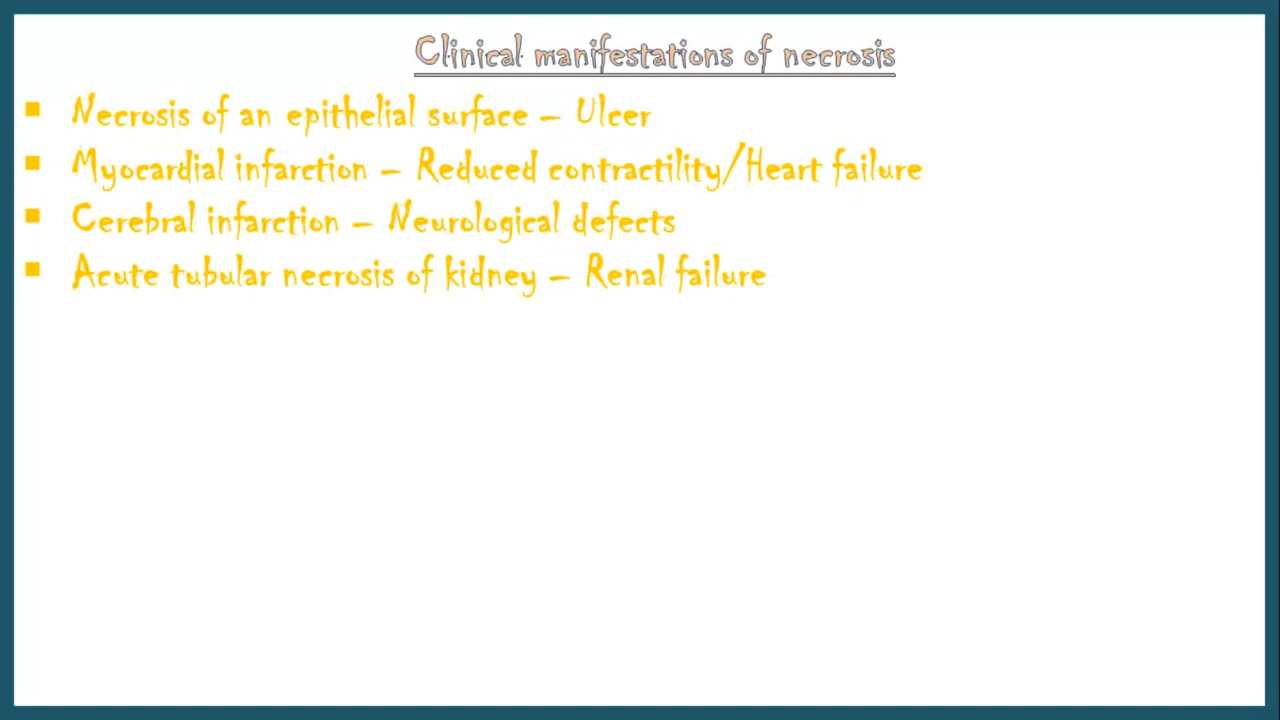 Clinical manifestations of necrosis
▪ Necrosis of an epithelial surface – Ulcer
▪ Myocardial infarction – Reduced contractility/Heart failure
▪ Cerebral infarction – Neurological defects
▪ Acute tubular necrosis of kidney – Renal failure